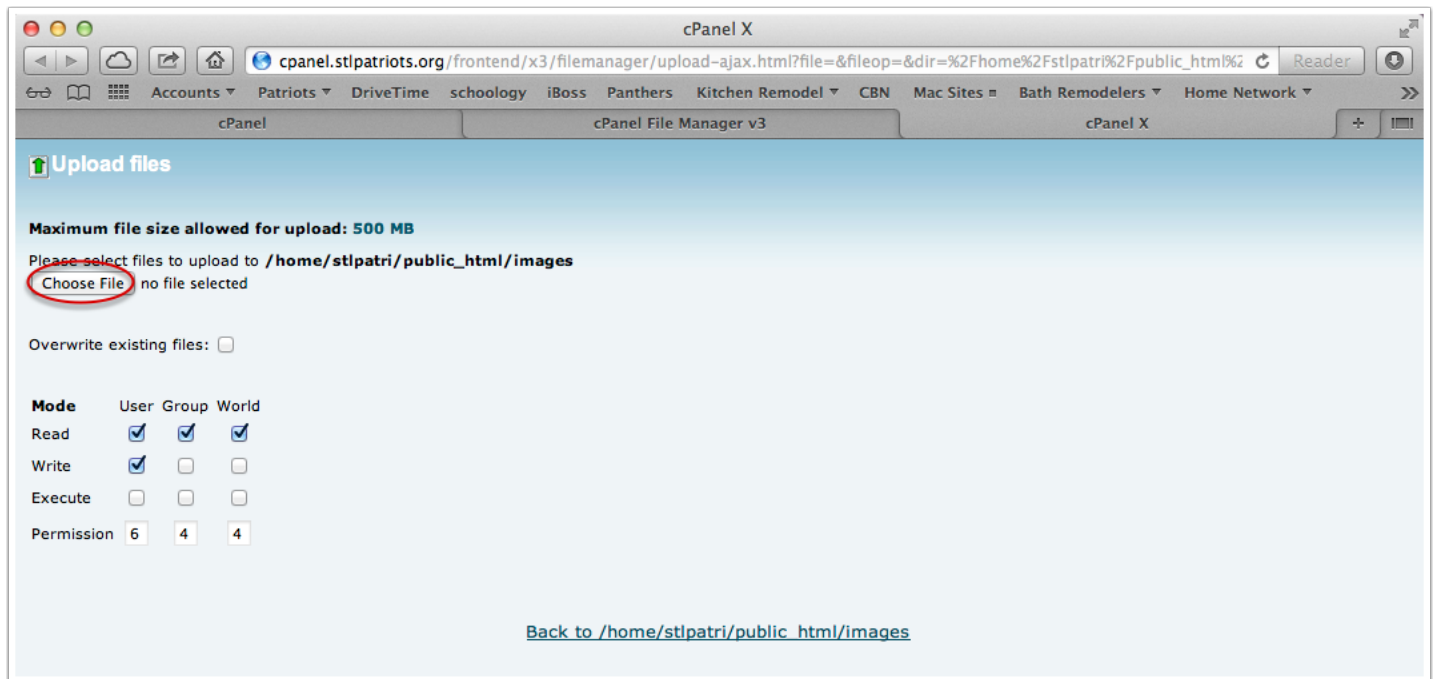 cPanel X
cpanel.stlpatriots.org/frontend/x3/filemanager/upload-ajax.html?file=&fileop=&dir=%2Fhome%2Fstlpatri%2Fpublic_html%2 Reader
Accounts Patriots DriveTime schoology iBoss Panthers Kitchen Remodel CBN Mac Sites Bath Remodelers Home Network
cPanel cPanel File Manager v3 cPanel X
Upload files
Maximum file size allowed for upload: 500 MB
Please select files to upload to /home/stlpatri/public_html/images
Choose File no file selected
Overwrite existing files:
Mode User Group World
Read
Write
Execute
Permission 6 4 4
Back to /home/stlpatri/public_html/images